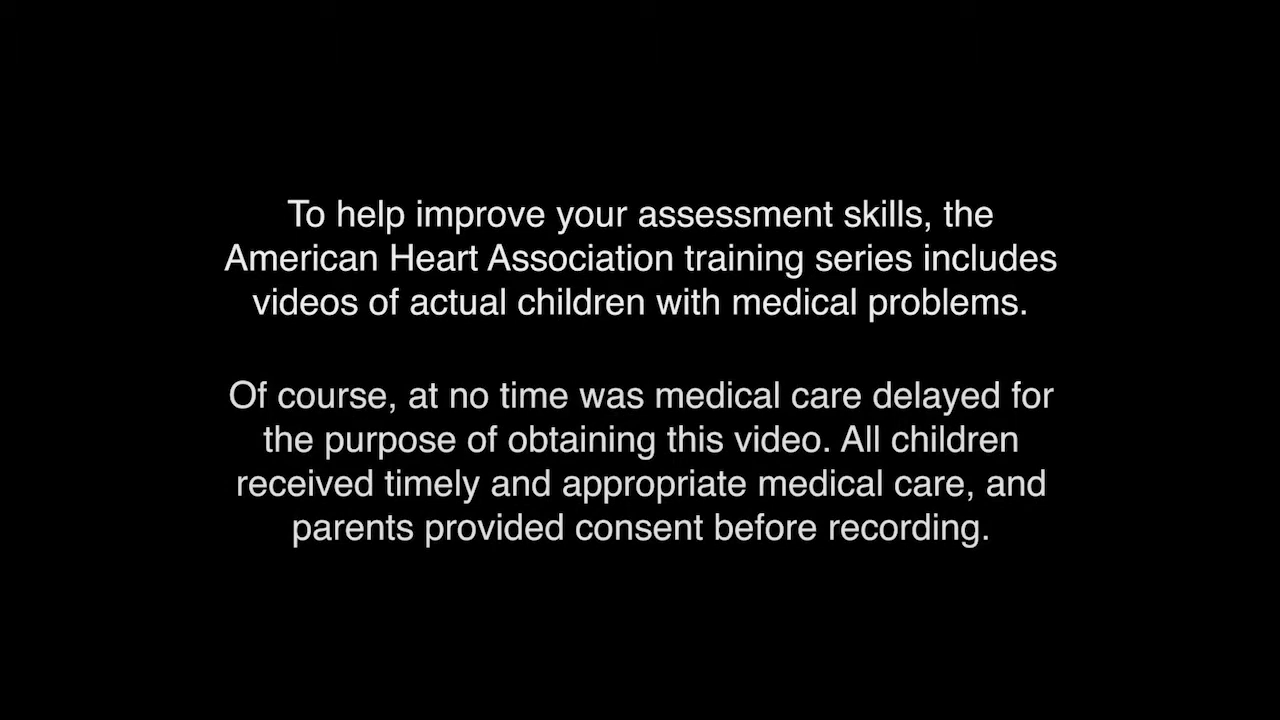 To help improve your assessment skills, the
American Heart Association training series includes
videos of actual children with medical problems.
Of course, at no time was medical care delayed for
the purpose of obtaining this video. All children
received timely and appropriate medical care, and
parents provided consent before recording.